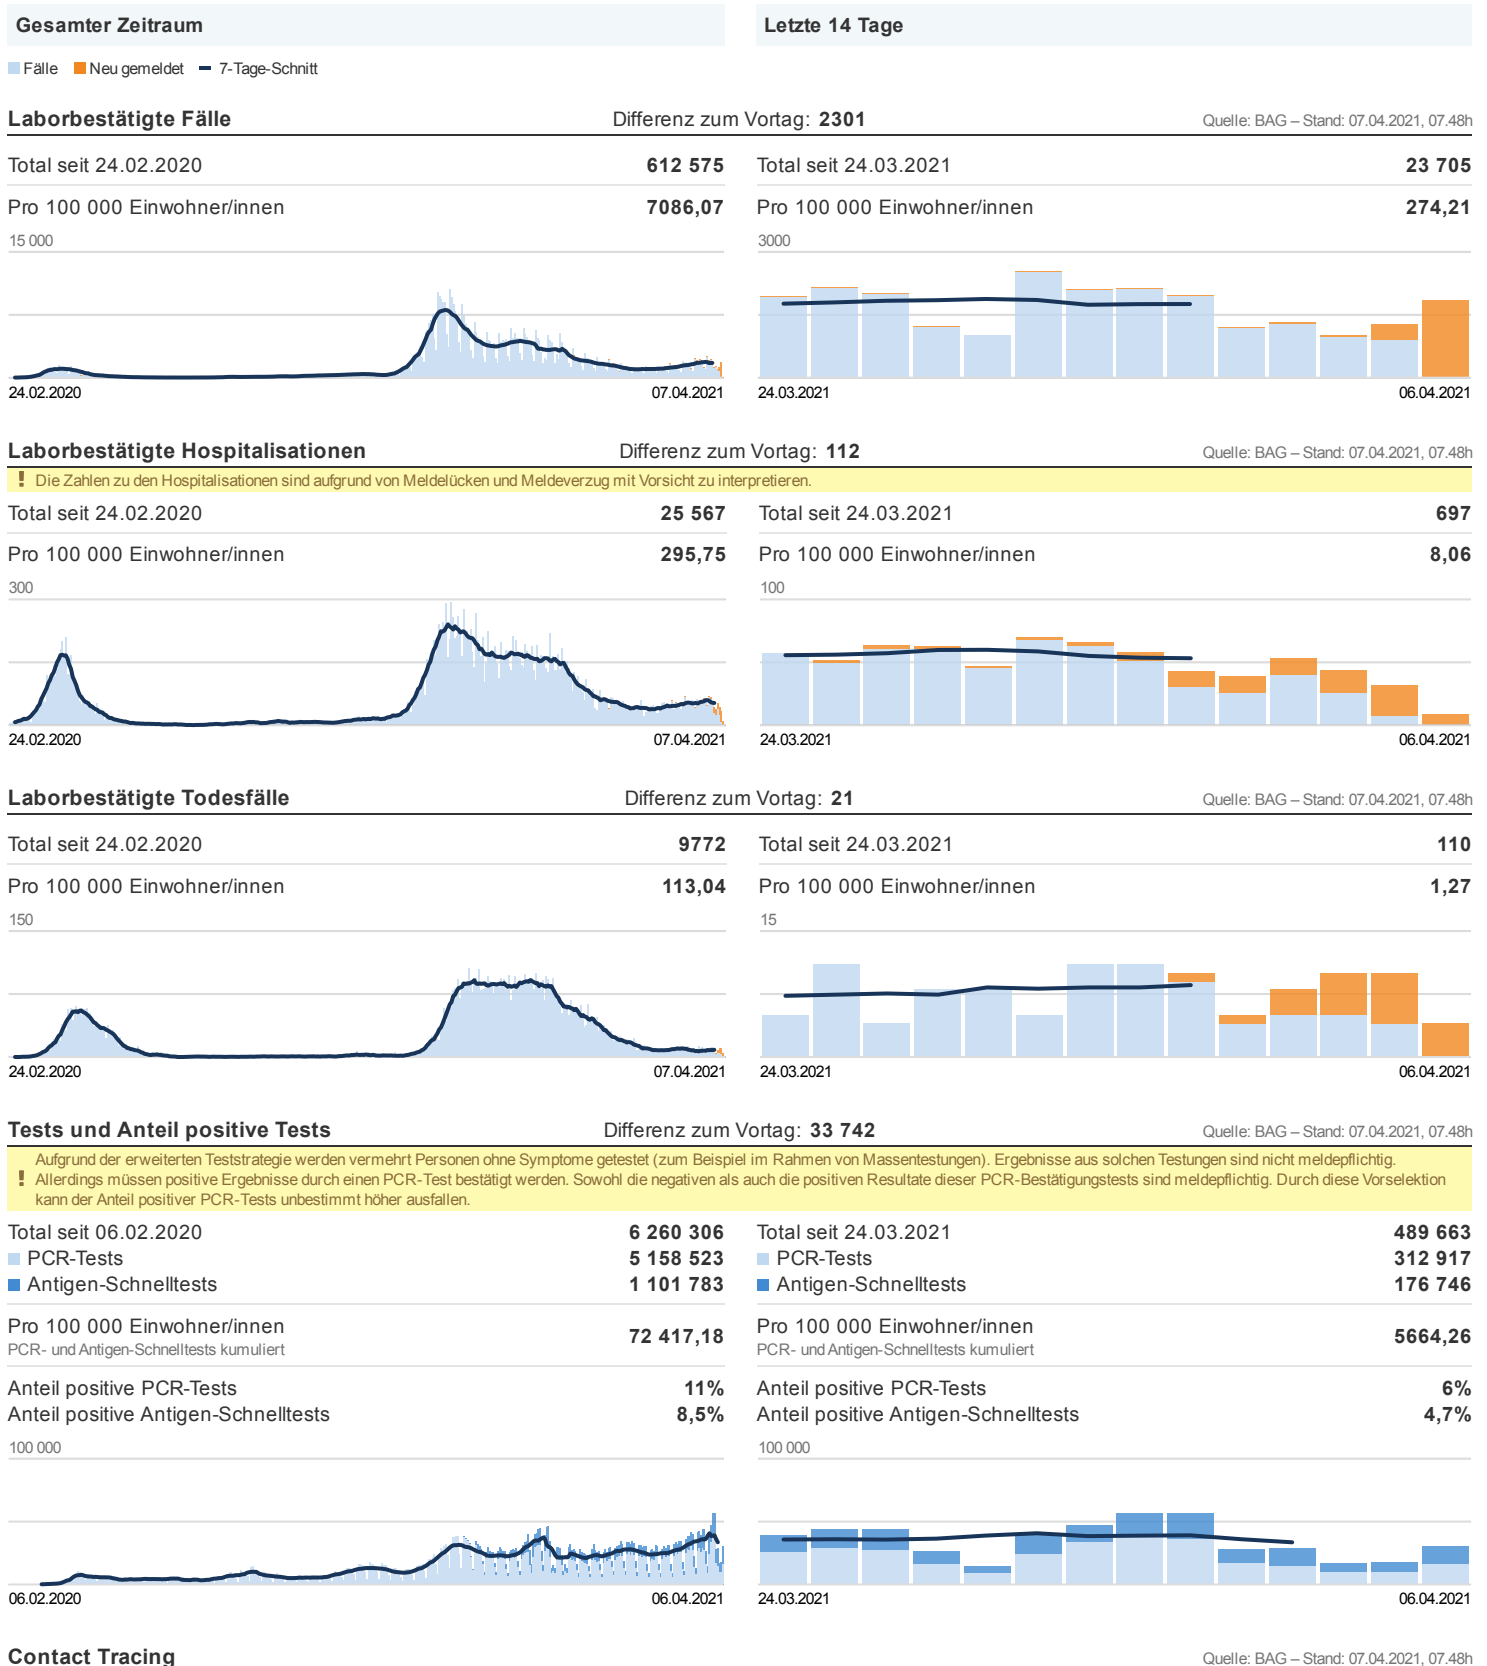 Gesamter Zeitraum
Letzte 14 Tage
Fälle Neu gemeldet 7-Tage-Schnitt
Laborbestätigte Fälle Differenz zum Vortag: 2301 Quelle: BAG – Stand: 07.04.2021, 07.48h
Total seit 24.02.2020 612 575
Total seit 24.03.2021 23 705
Pro 100 000 Einwohner/innen 7086,07
Pro 100 000 Einwohner/innen 274,21
15 000
3000
24.02.2020 07.04.2021
24.03.2021 06.04.2021
Laborbestätigte Hospitalisationen Differenz zum Vortag: 112 Quelle: BAG – Stand: 07.04.2021, 07.48h
! Die Zahlen zu den Hospitalisationen sind aufgrund von Meldelücken und Meldeverzug mit Vorsicht zu interpretieren.
Total seit 24.02.2020 25 567
Total seit 24.03.2021 697
Pro 100 000 Einwohner/innen 295,75
Pro 100 000 Einwohner/innen 8,06
300
100
24.02.2020 07.04.2021
24.03.2021 06.04.2021
Laborbestätigte Todesfälle Differenz zum Vortag: 21 Quelle: BAG – Stand: 07.04.2021, 07.48h
Total seit 24.02.2020 9772
Total seit 24.03.2021 110
Pro 100 000 Einwohner/innen 113,04
Pro 100 000 Einwohner/innen 1,27
150
15
24.02.2020 07.04.2021
24.03.2021 06.04.2021
Tests und Anteil positive Tests Differenz zum Vortag: 33 742 Quelle: BAG – Stand: 07.04.2021, 07.48h
Aufgrund der erweiterten Teststrategie werden vermehrt Personen ohne Symptome getestet (zum Beispiel im Rahmen von Massentestungen). Ergebnisse aus solchen Testungen sind nicht meldepflichtig.
! Allerdings müssen positive Ergebnisse durch einen PCR-Test bestätigt werden. Sowohl die negativen als auch die positiven Resultate dieser PCR-Bestätigungstests sind meldepflichtig. Durch diese Vorselektion
kann der Anteil positiver PCR-Tests unbestimmt höher ausfallen.
Total seit 06.02.2020 6 260 306
PCR-Tests 5 158 523
Antigen-Schnelltests 1 101 783
Total seit 24.03.2021 489 663
PCR-Tests 312 917
Antigen-Schnelltests 176 746
Pro 100 000 Einwohner/innen 72 417,18
PCR- und Antigen-Schnelltests kumuliert
Pro 100 000 Einwohner/innen 5664,26
PCR- und Antigen-Schnelltests kumuliert
Anteil positive PCR-Tests 11%
Anteil positive Antigen-Schnelltests 8,5%
Anteil positive PCR-Tests 6%
Anteil positive Antigen-Schnelltests 4,7%
100 000
100 000
06.02.2020 06.04.2021
24.03.2021 06.04.2021
Contact Tracing Quelle: BAG – Stand: 07.04.2021, 07.48h